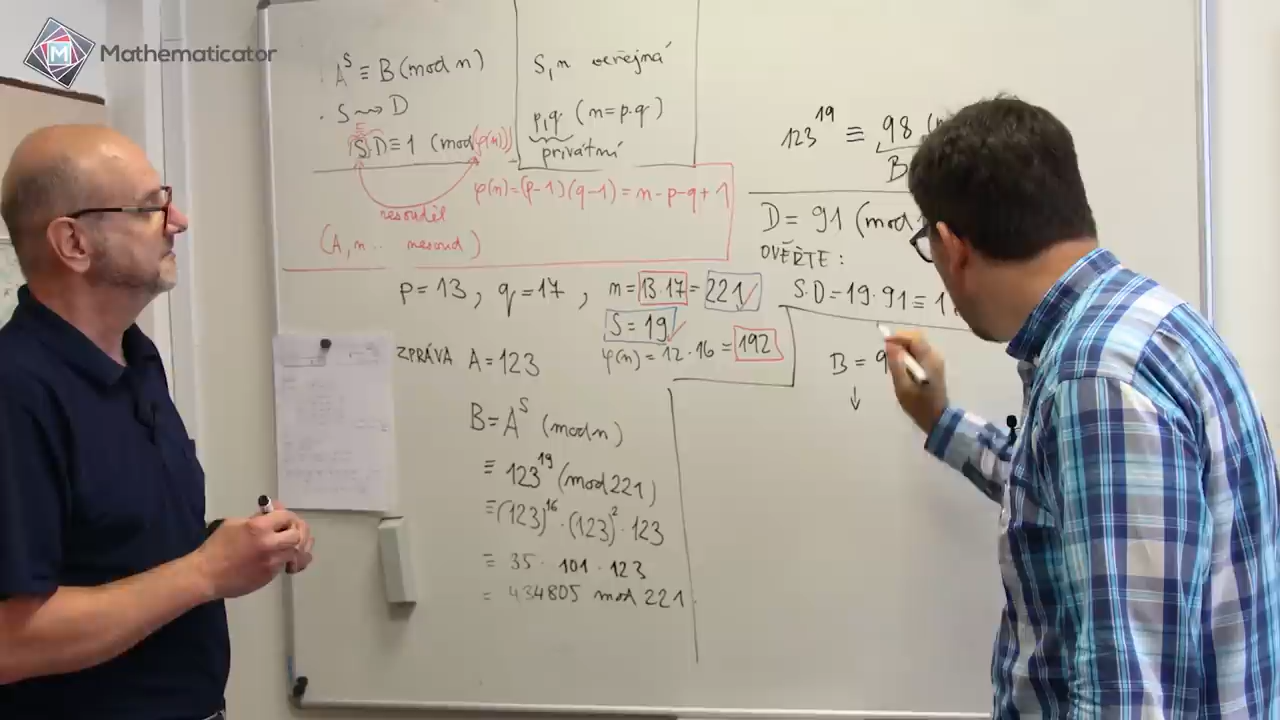 Mathematicator
A^S ≡ B (mod n)
S ⇝ D
S·D ≡ 1 (mod φ(n))
nesouděl
(A, n .. nesoud)
S, n veřejná
p,q (n=p·q)
privátní
φ(n)=(p-1)(q-1)=n-p-q+1
p=13, q=17, n=13·17=221
S=19
φ(n)=12·16=192
ZPRÁVA A=123
B=A^S (mod n)
≡ 123^19 (mod 221)
≡ (123)^16 · (123)^2 · 123
≡ 35 · 101 · 123
= 434805 mod 221
123^19 ≡ 98
B
D = 91 (mod
OVĚŘTE:
S·D=19·91≡1
B = 9
↓